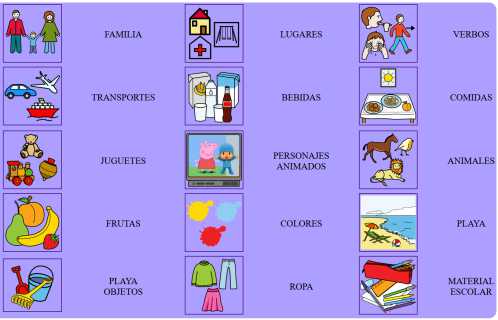 FAMILIA
LUGARES
VERBOS
TRANSPORTES
BEBIDAS
COMIDAS
JUGUETES
PERSONAJES
ANIMADOS
ANIMALES
FRUTAS
COLORES
PLAYA
PLAYA
OBJETOS
ROPA
MATERIAL
ESCOLAR